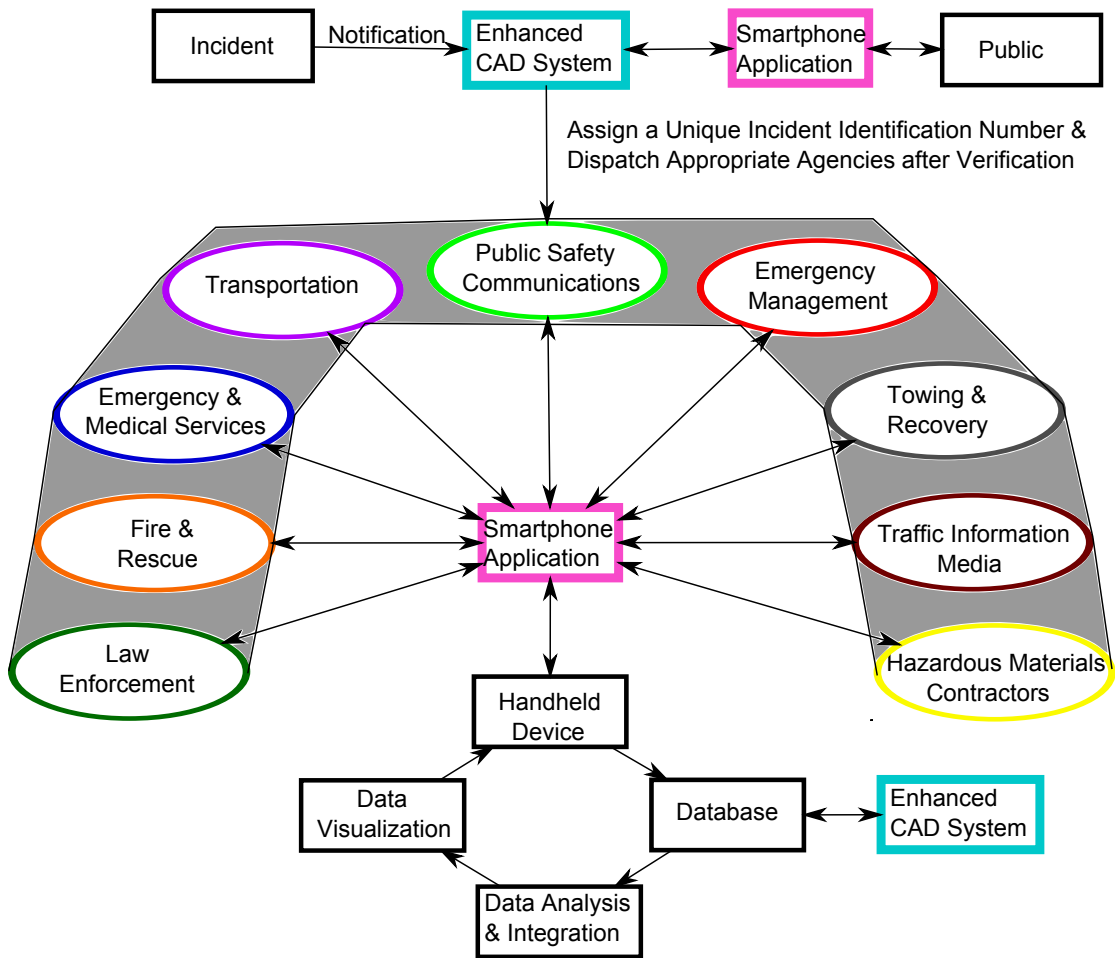 Incident
Notification
Enhanced
CAD System
Smartphone
Application
Public
Assign a Unique Incident Identification Number &
Dispatch Appropriate Agencies after Verification
Transportation
Public Safety
Communications
Emergency
Management
Emergency &
Medical Services
Towing &
Recovery
Fire &
Rescue
Smartphone
Application
Traffic Information
Media
Law
Enforcement
Hazardous Materials
Contractors
Handheld
Device
Data
Visualization
Database
Enhanced
CAD System
Data Analysis
& Integration